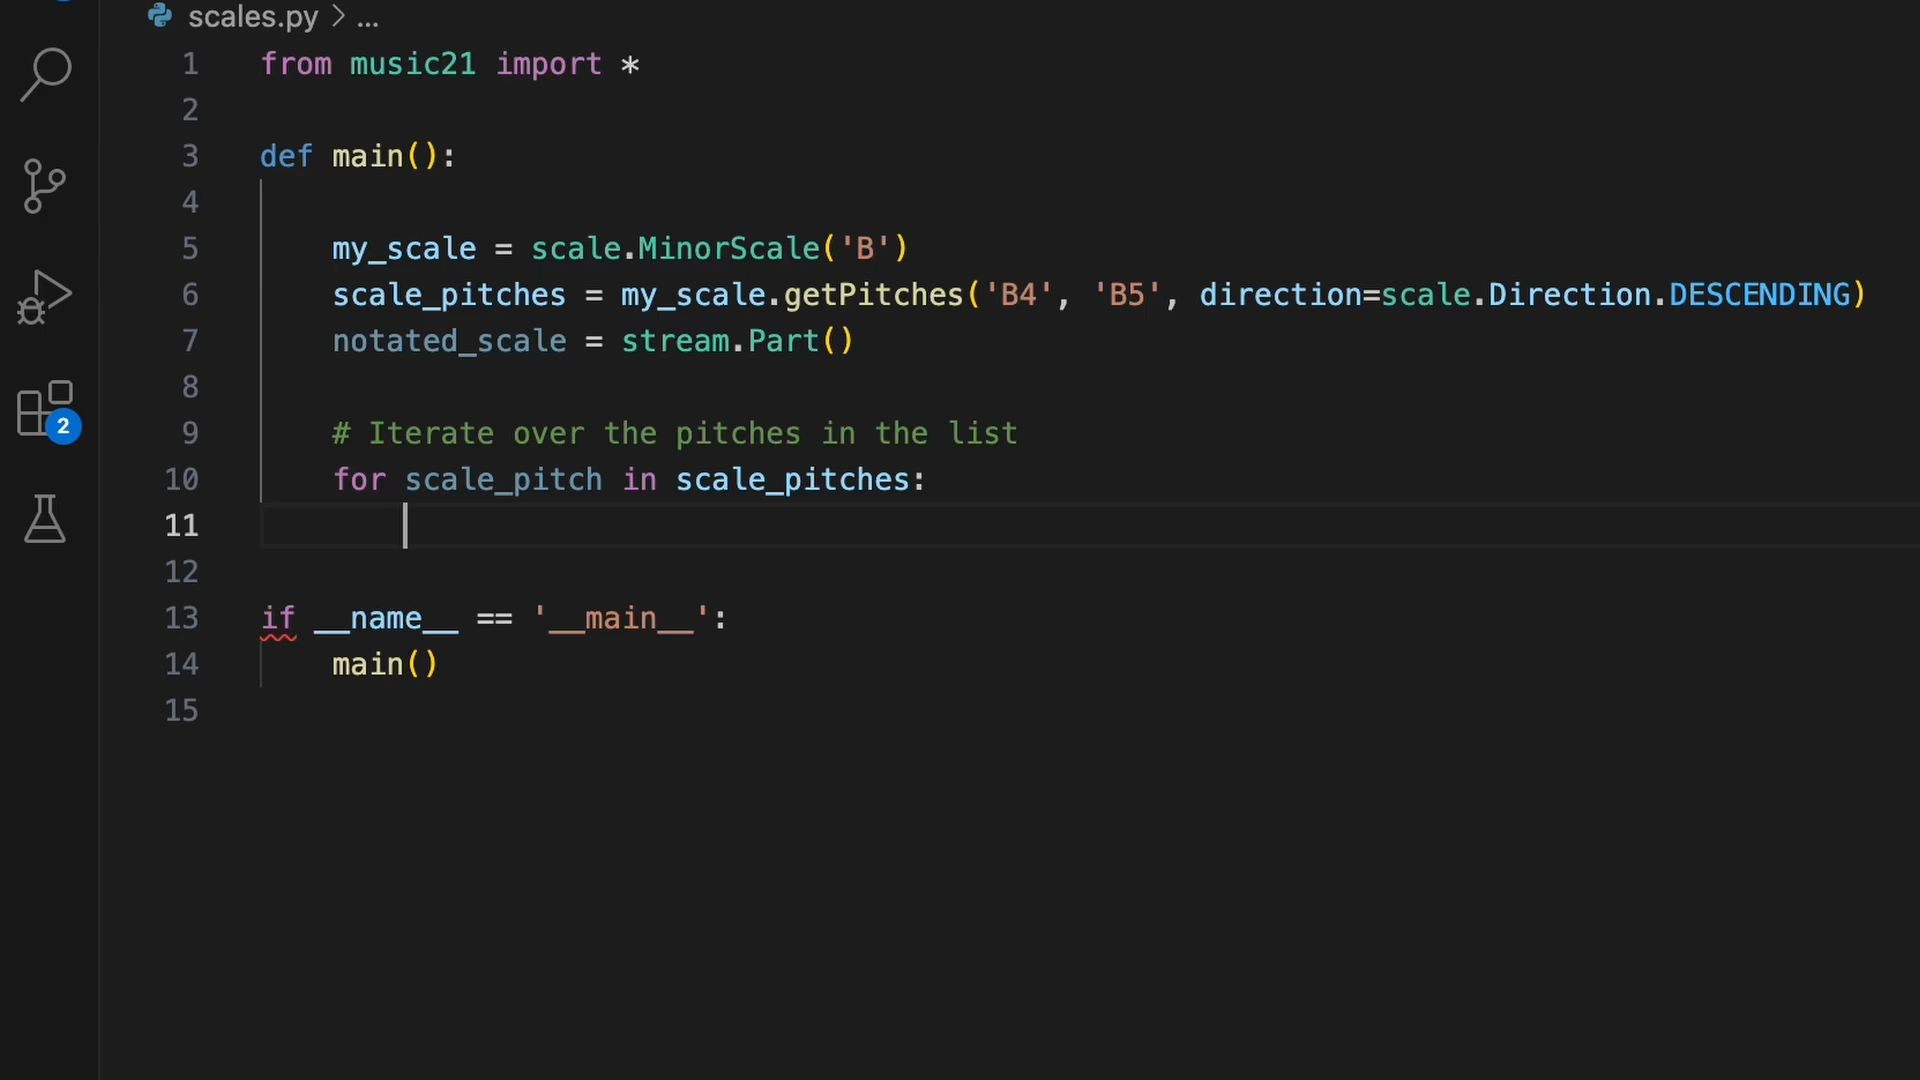 scales.py > ...
1 from music21 import *
2
3 def main():
4
5 my_scale = scale.MinorScale('B')
6 scale_pitches = my_scale.getPitches('B4', 'B5', direction=scale.Direction.DESCENDING)
7 notated_scale = stream.Part()
8
9 # Iterate over the pitches in the list
10 for scale_pitch in scale_pitches:
11
12
13 if __name__ == '__main__':
14 main()
15
2